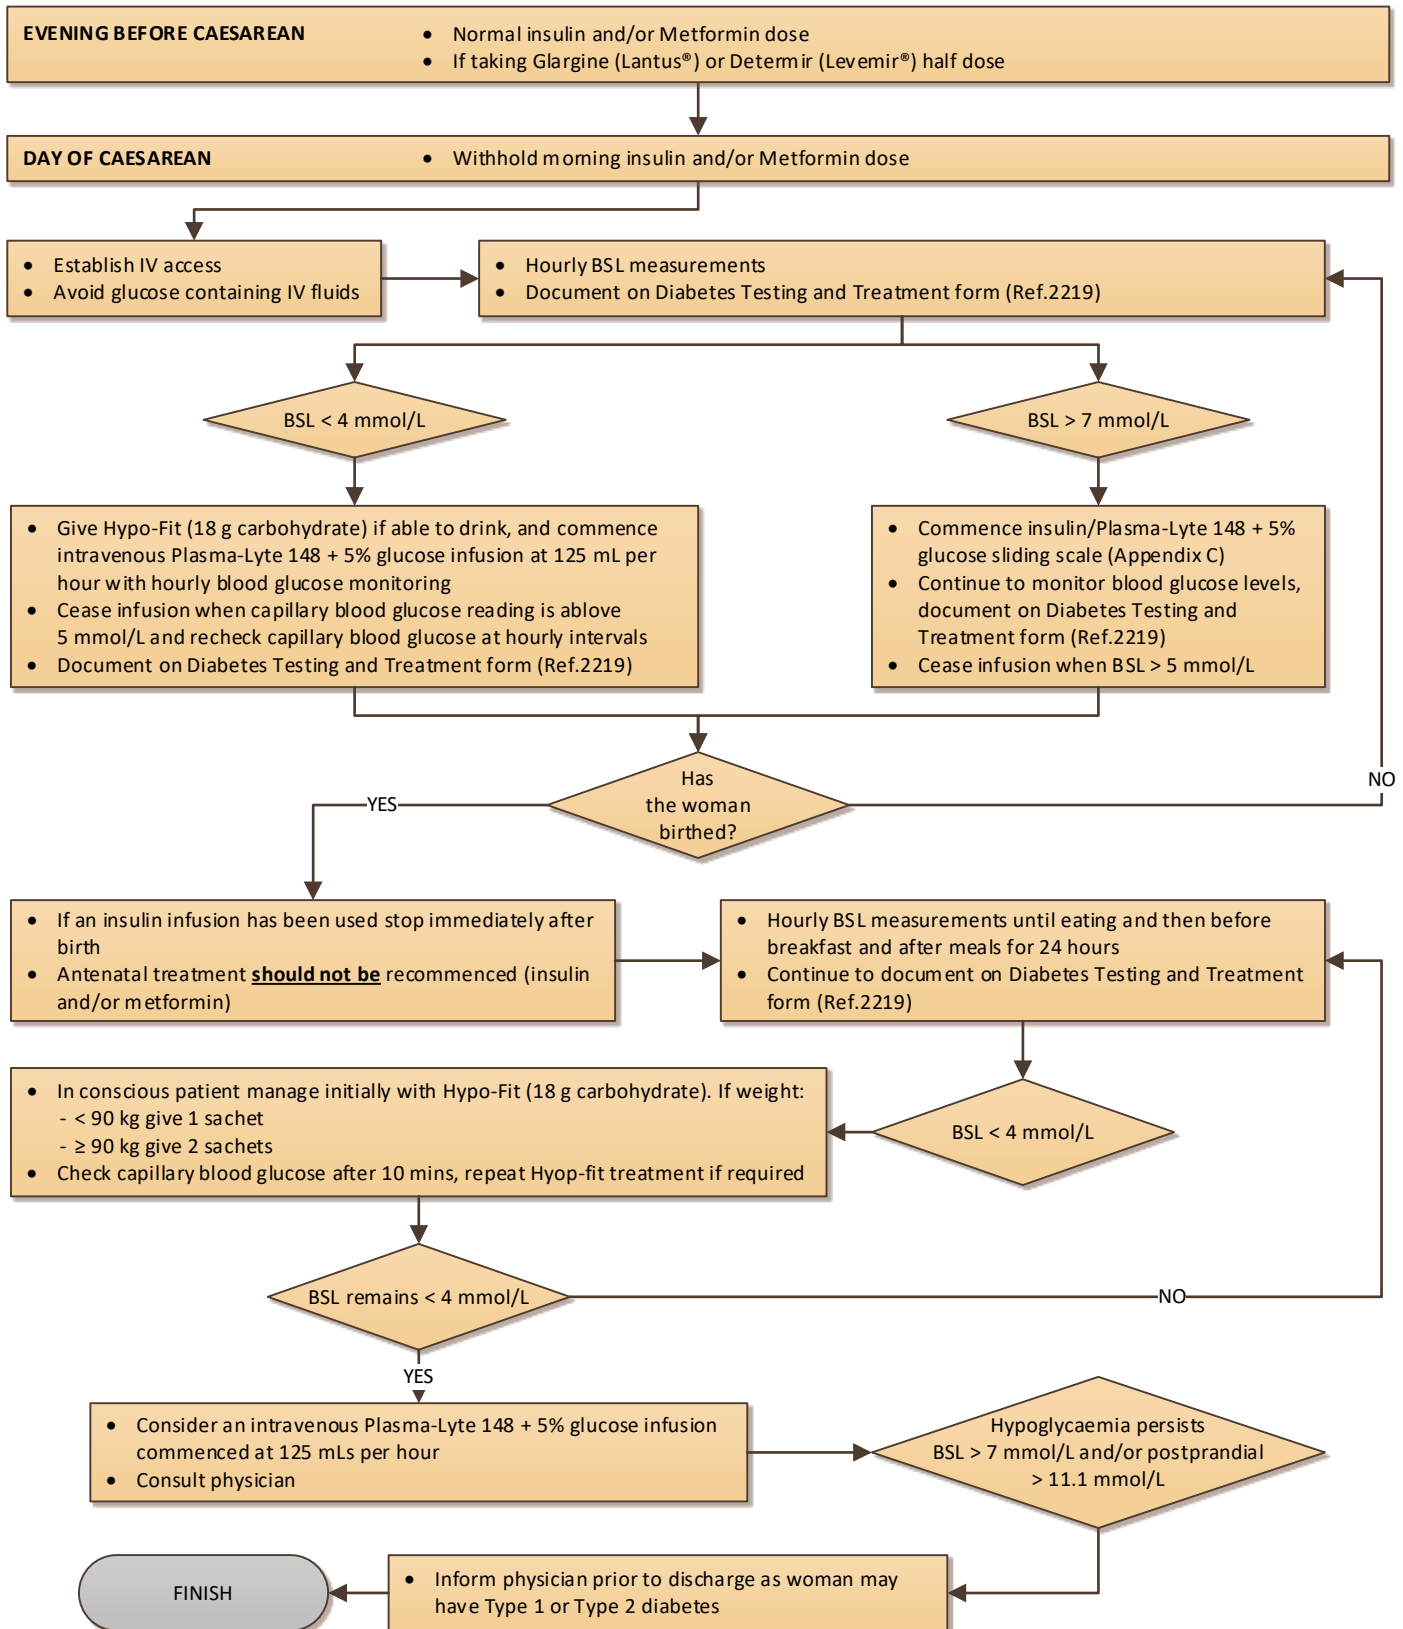 EVENING BEFORE CAESAREAN
• Normal insulin and/or Metformin dose
• If taking Glargine (Lantus®) or Determir (Levemir®) half dose
DAY OF CAESAREAN
• Withhold morning insulin and/or Metformin dose
• Establish IV access
• Avoid glucose containing IV fluids
• Hourly BSL measurements
• Document on Diabetes Testing and Treatment form (Ref.2219)
BSL < 4 mmol/L
BSL > 7 mmol/L
• Give Hypo-Fit (18 g carbohydrate) if able to drink, and commence
intravenous Plasma-Lyte 148 + 5% glucose infusion at 125 mL per
hour with hourly blood glucose monitoring
• Cease infusion when capillary blood glucose reading is ablove
5 mmol/L and recheck capillary blood glucose at hourly intervals
• Document on Diabetes Testing and Treatment form (Ref.2219)
• Commence insulin/Plasma-Lyte 148 + 5%
glucose sliding scale (Appendix C)
• Continue to monitor blood glucose levels,
document on Diabetes Testing and
Treatment form (Ref.2219)
• Cease infusion when BSL > 5 mmol/L
Has
the woman
birthed?
YES
NO
• If an insulin infusion has been used stop immediately after
birth
• Antenatal treatment should not be recommenced (insulin
and/or metformin)
• Hourly BSL measurements until eating and then before
breakfast and after meals for 24 hours
• Continue to document on Diabetes Testing and Treatment
form (Ref.2219)
• In conscious patient manage initially with Hypo-Fit (18 g carbohydrate). If weight:
- < 90 kg give 1 sachet
- ≥ 90 kg give 2 sachets
• Check capillary blood glucose after 10 mins, repeat Hyop-fit treatment if required
BSL < 4 mmol/L
BSL remains < 4 mmol/L
NO
YES
• Consider an intravenous Plasma-Lyte 148 + 5% glucose infusion
commenced at 125 mLs per hour
• Consult physician
Hypoglycaemia persists
BSL > 7 mmol/L and/or postprandial
> 11.1 mmol/L
FINISH
• Inform physician prior to discharge as woman may
have Type 1 or Type 2 diabetes